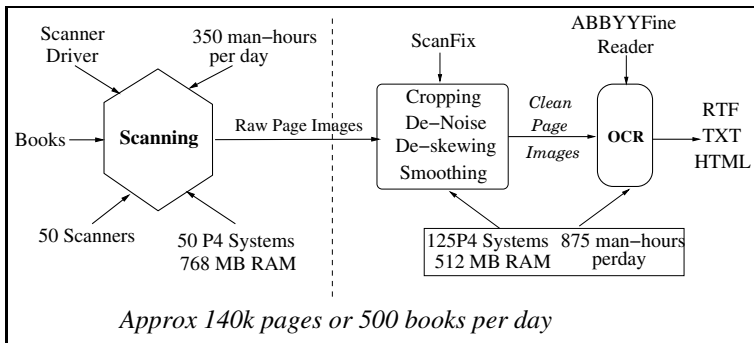 Scanner
Driver
350 man-hours
per day
Books
Scanning
50 Scanners
50 P4 Systems
768 MB RAM
Raw Page Images
ScanFix
Cropping
De-Noise
De-skewing
Smoothing
Clean
Page
Images
ABBYYFine
Reader
OCR
RTF
TXT
HTML
125P4 Systems
512 MB RAM
875 man-hours
perday
Approx 140k pages or 500 books per day